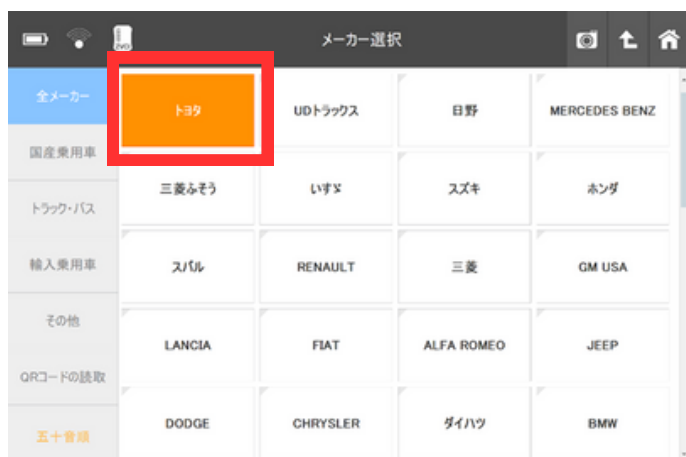 メーカー選択
全メーカー
国産乗用車
トラック・バス
輸入乗用車
その他
QRコードの読取
五十音順
トヨタ
UDトラックス
日野
MERCEDES BENZ
三菱ふそう
いすゞ
スズキ
ホンダ
スバル
RENAULT
三菱
GM USA
LANCIA
FIAT
ALFA ROMEO
JEEP
DODGE
CHRYSLER
ダイハツ
BMW